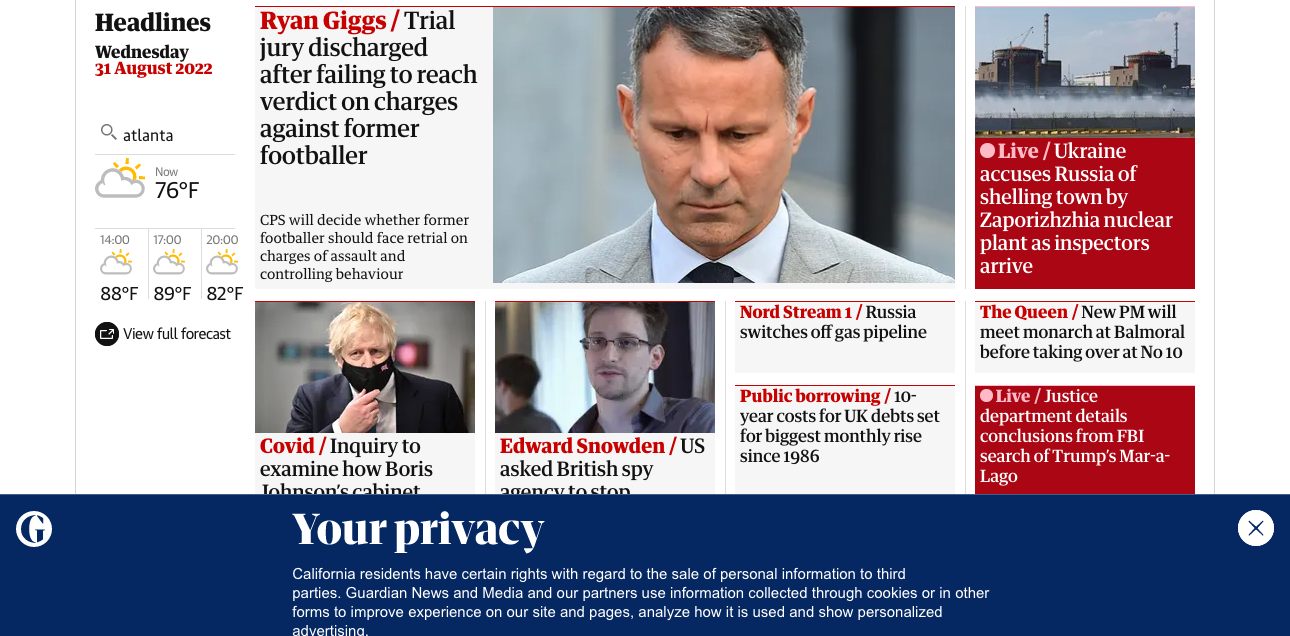 Headlines
Wednesday
31 August 2022
atlanta
Now
76°F
14:00
17:00
20:00
88°F
89°F
82°F
View full forecast
Ryan Giggs / Trial
jury discharged
after failing to reach
verdict on charges
against former
footballer
CPS will decide whether former
footballer should face retrial on
charges of assault and
controlling behaviour
Live / Ukraine
accuses Russia of
shelling town by
Zaporizhzhia nuclear
plant as inspectors
arrive
Covid / Inquiry to
examine how Boris
Johnson's cabinet
Edward Snowden / US
asked British spy
agency to stop
Nord Stream 1 / Russia
switches off gas pipeline
Public borrowing / 10-
year costs for UK debts set
for biggest monthly rise
since 1986
The Queen / New PM will
meet monarch at Balmoral
before taking over at No 10
Live / Justice
department details
conclusions from FBI
search of Trump's Mar-a-
Lago
G
Your privacy
California residents have certain rights with regard to the sale of personal information to third
parties. Guardian News and Media and our partners use information collected through cookies or in other
forms to improve experience on our site and pages, analyze how it is used and show personalized
advertising.